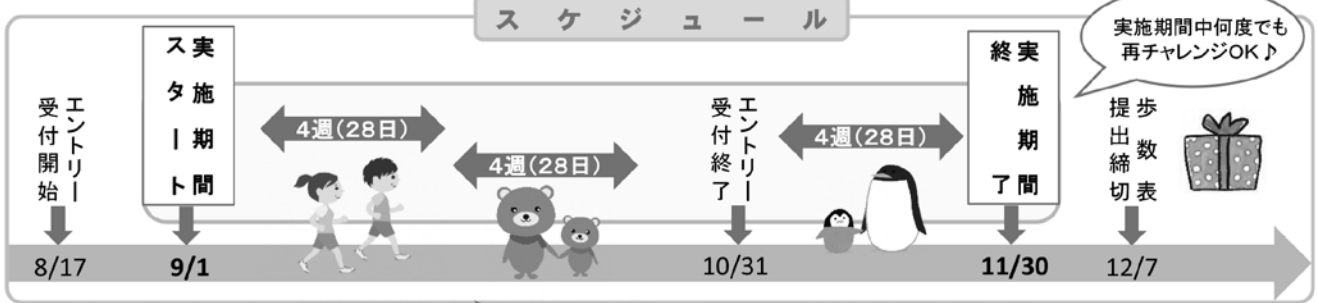 スケジュール
実施期間中何度でも
再チャレンジOK♪
エントリー
受付開始
実施期間
スタート
4週(28日)
4週(28日)
エントリー
受付終了
4週(28日)
実施期間
終了
歩数表
提出締切
8/17
9/1
10/31
11/30
12/7